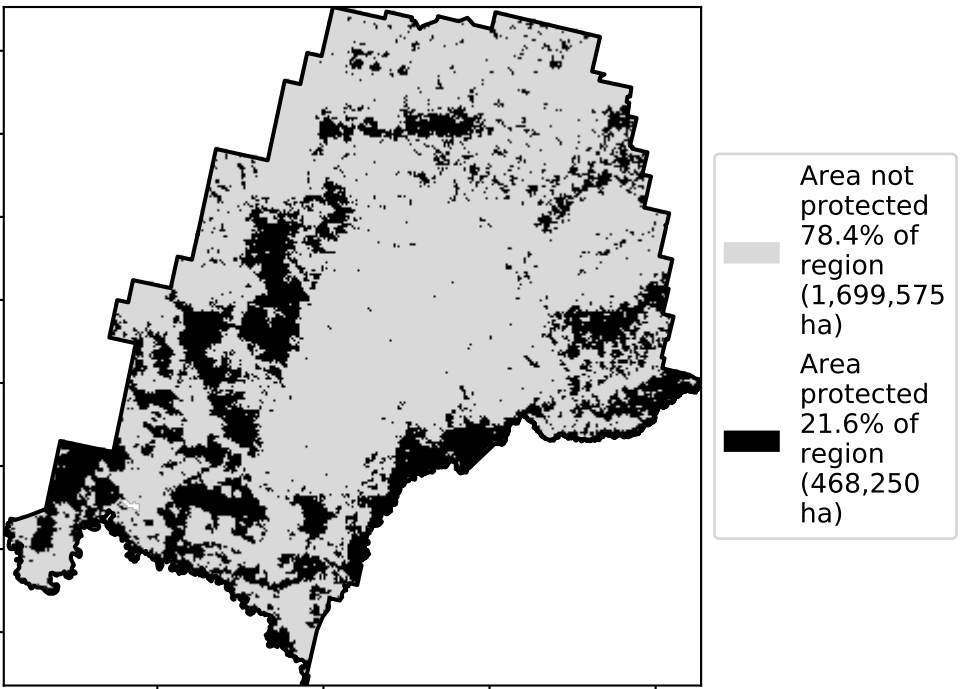 Area not
protected
78.4% of
region
(1,699,575
ha)
Area
protected
21.6% of
region
(468,250
ha)